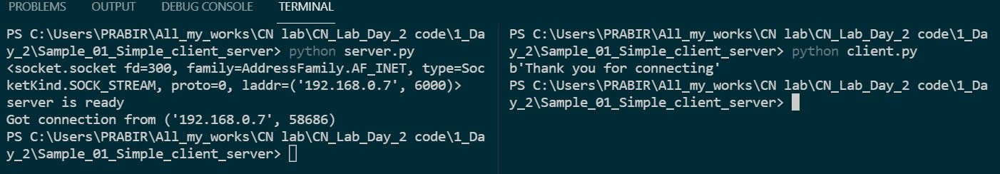 PROBLEMS OUTPUT DEBUG CONSOLE TERMINAL
PS C:\Users\PRABIR\All_my_works\CN lab\CN_Lab_Day_2 code\1_Da
y_2\Sample_01_Simple_client_server> python server.py
<socket.socket fd=300, family=AddressFamily.AF_INET, type=Soc
ketKind.SOCK_STREAM, proto=0, laddr=('192.168.0.7', 6000)>
server is ready
Got connection from ('192.168.0.7', 58686)
PS C:\Users\PRABIR\All_my_works\CN lab\CN_Lab_Day_2 code\1_Da
y_2\Sample_01_Simple_client_server>
PS C:\Users\PRABIR\All_my_works\CN lab\CN_Lab_Day_2 code\1_Da
y_2\Sample_01_Simple_client_server> python client.py
b'Thank you for connecting'
PS C:\Users\PRABIR\All_my_works\CN lab\CN_Lab_Day_2 code\1_Da
y_2\Sample_01_Simple_client_server>